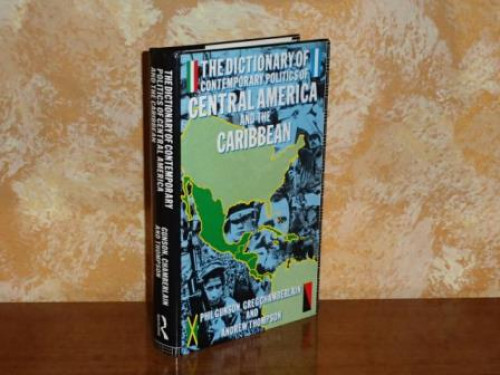 THE DICTIONARY OF CONTEMPORARY
POLITICS OF CENTRAL AMERICA
AND THE CARIBBEAN
GUNSON, CHAMBERLAIN
AND THOMPSON
R
THE DICTIONARY OF
CONTEMPORARY POLITICS OF
CENTRAL AMERICA
AND THE
CARIBBEAN
PHIL GUNSON, GREG CHAMBERLAIN
AND
ANDREW THOMPSON